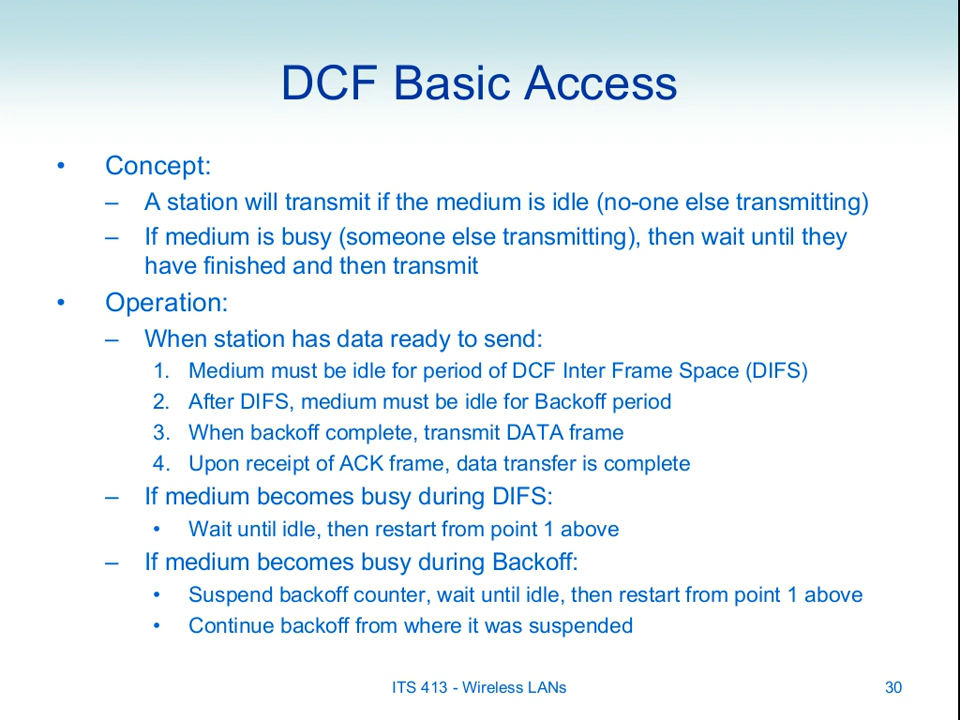 DCF Basic Access
• Concept:
– A station will transmit if the medium is idle (no-one else transmitting)
– If medium is busy (someone else transmitting), then wait until they
have finished and then transmit
• Operation:
– When station has data ready to send:
1. Medium must be idle for period of DCF Inter Frame Space (DIFS)
2. After DIFS, medium must be idle for Backoff period
3. When backoff complete, transmit DATA frame
4. Upon receipt of ACK frame, data transfer is complete
– If medium becomes busy during DIFS:
• Wait until idle, then restart from point 1 above
– If medium becomes busy during Backoff:
• Suspend backoff counter, wait until idle, then restart from point 1 above
• Continue backoff from where it was suspended
ITS 413 - Wireless LANs
30